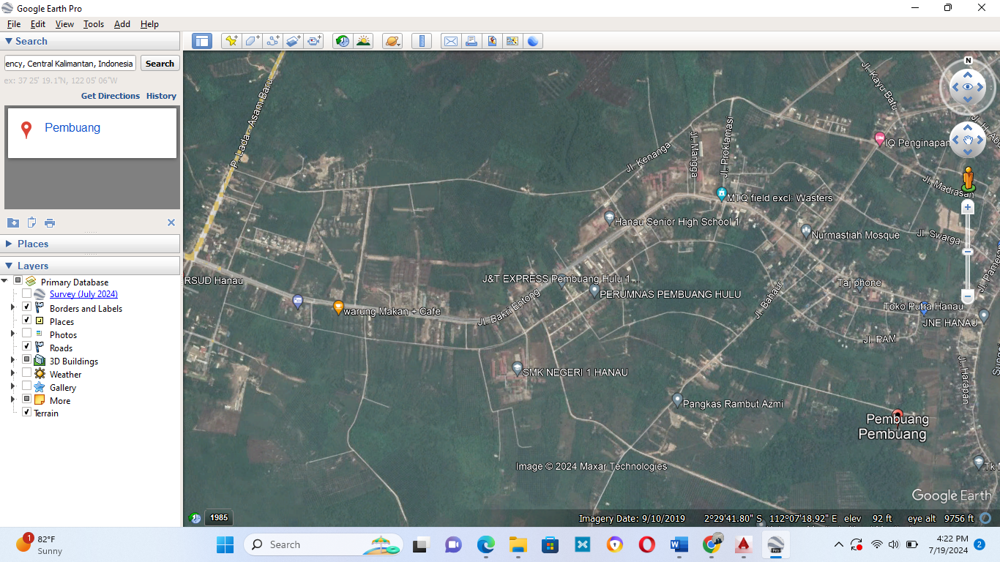 Google Earth Pro
File Edit View Tools Add Help
Search
ency, Central Kalimantan, Indonesia
Search
ex: 37 25' 19.1"N, 122 05' 06"W
Get Directions History
Pembuang
Places
Layers
Primary Database
Survey (July 2024)
Borders and Labels
Places
Photos
Roads
3D Buildings
Weather
Gallery
More
Terrain
N
P. Lada - Asam Baru
Jl. Kayu Batu
Jl. Kenanga
Jl. Mangga
Jl. Proklamasi
IQ Penginapan
Jl. H. Abd
Jl. Madrasah
MTQ field excl: Wasters
Hanau Senior High School 1
Nurmastiah Mosque
Jl. Swarga
RSUD Hanau
J&T EXPRESS Pembuang Hulu 1...
PERUMNAS PEMBUANG HULU
Taj phone
warung Makan + Cafe
Jl. Bakri Entong
Jl. Bahaur
Toko Putra Hanau
JNE HANAU
Jl. PAM
Jl. Harapan
SMK NEGERI 1 HANAU
Pangkas Rambut Azmi
Pembuang
Pembuang
Image © 2024 Maxar Technologies
Google Earth
1985
Imagery Date: 9/10/2019 2°29'41.80" S 112°07'18.92" E elev 92 ft eye alt 9756 ft
1
82°F
Sunny
Search
Pro
4:22 PM
7/19/2024
2